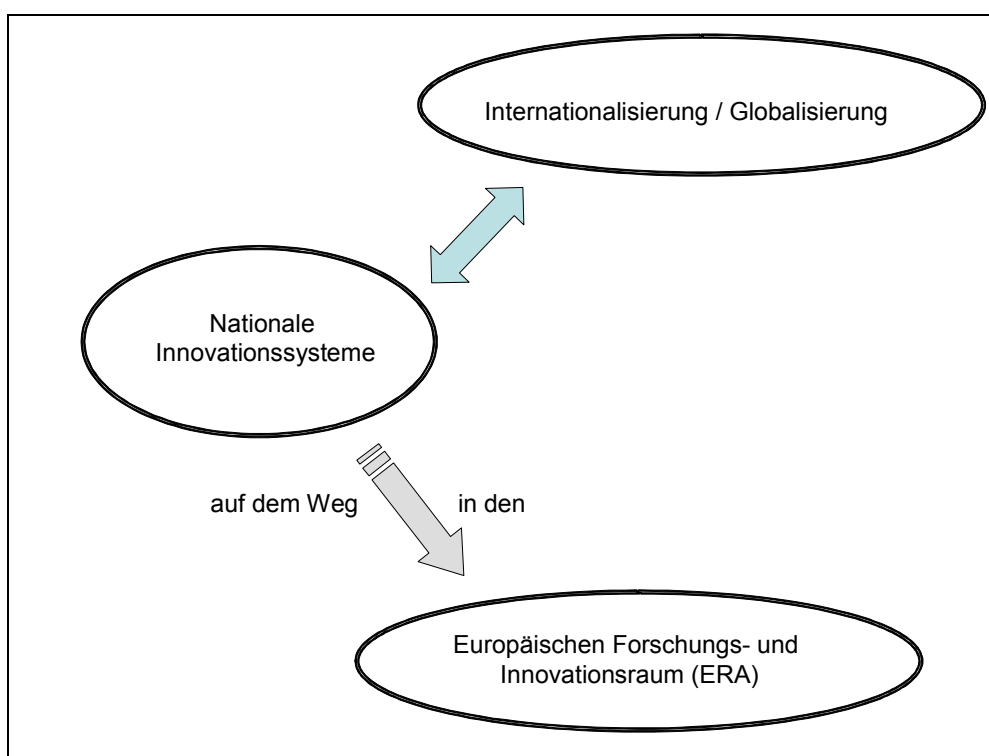 Internationalisierung / Globalisierung
Nationale
Innovationssysteme
auf dem Weg in den
Europäischen Forschungs- und
Innovationsraum (ERA)